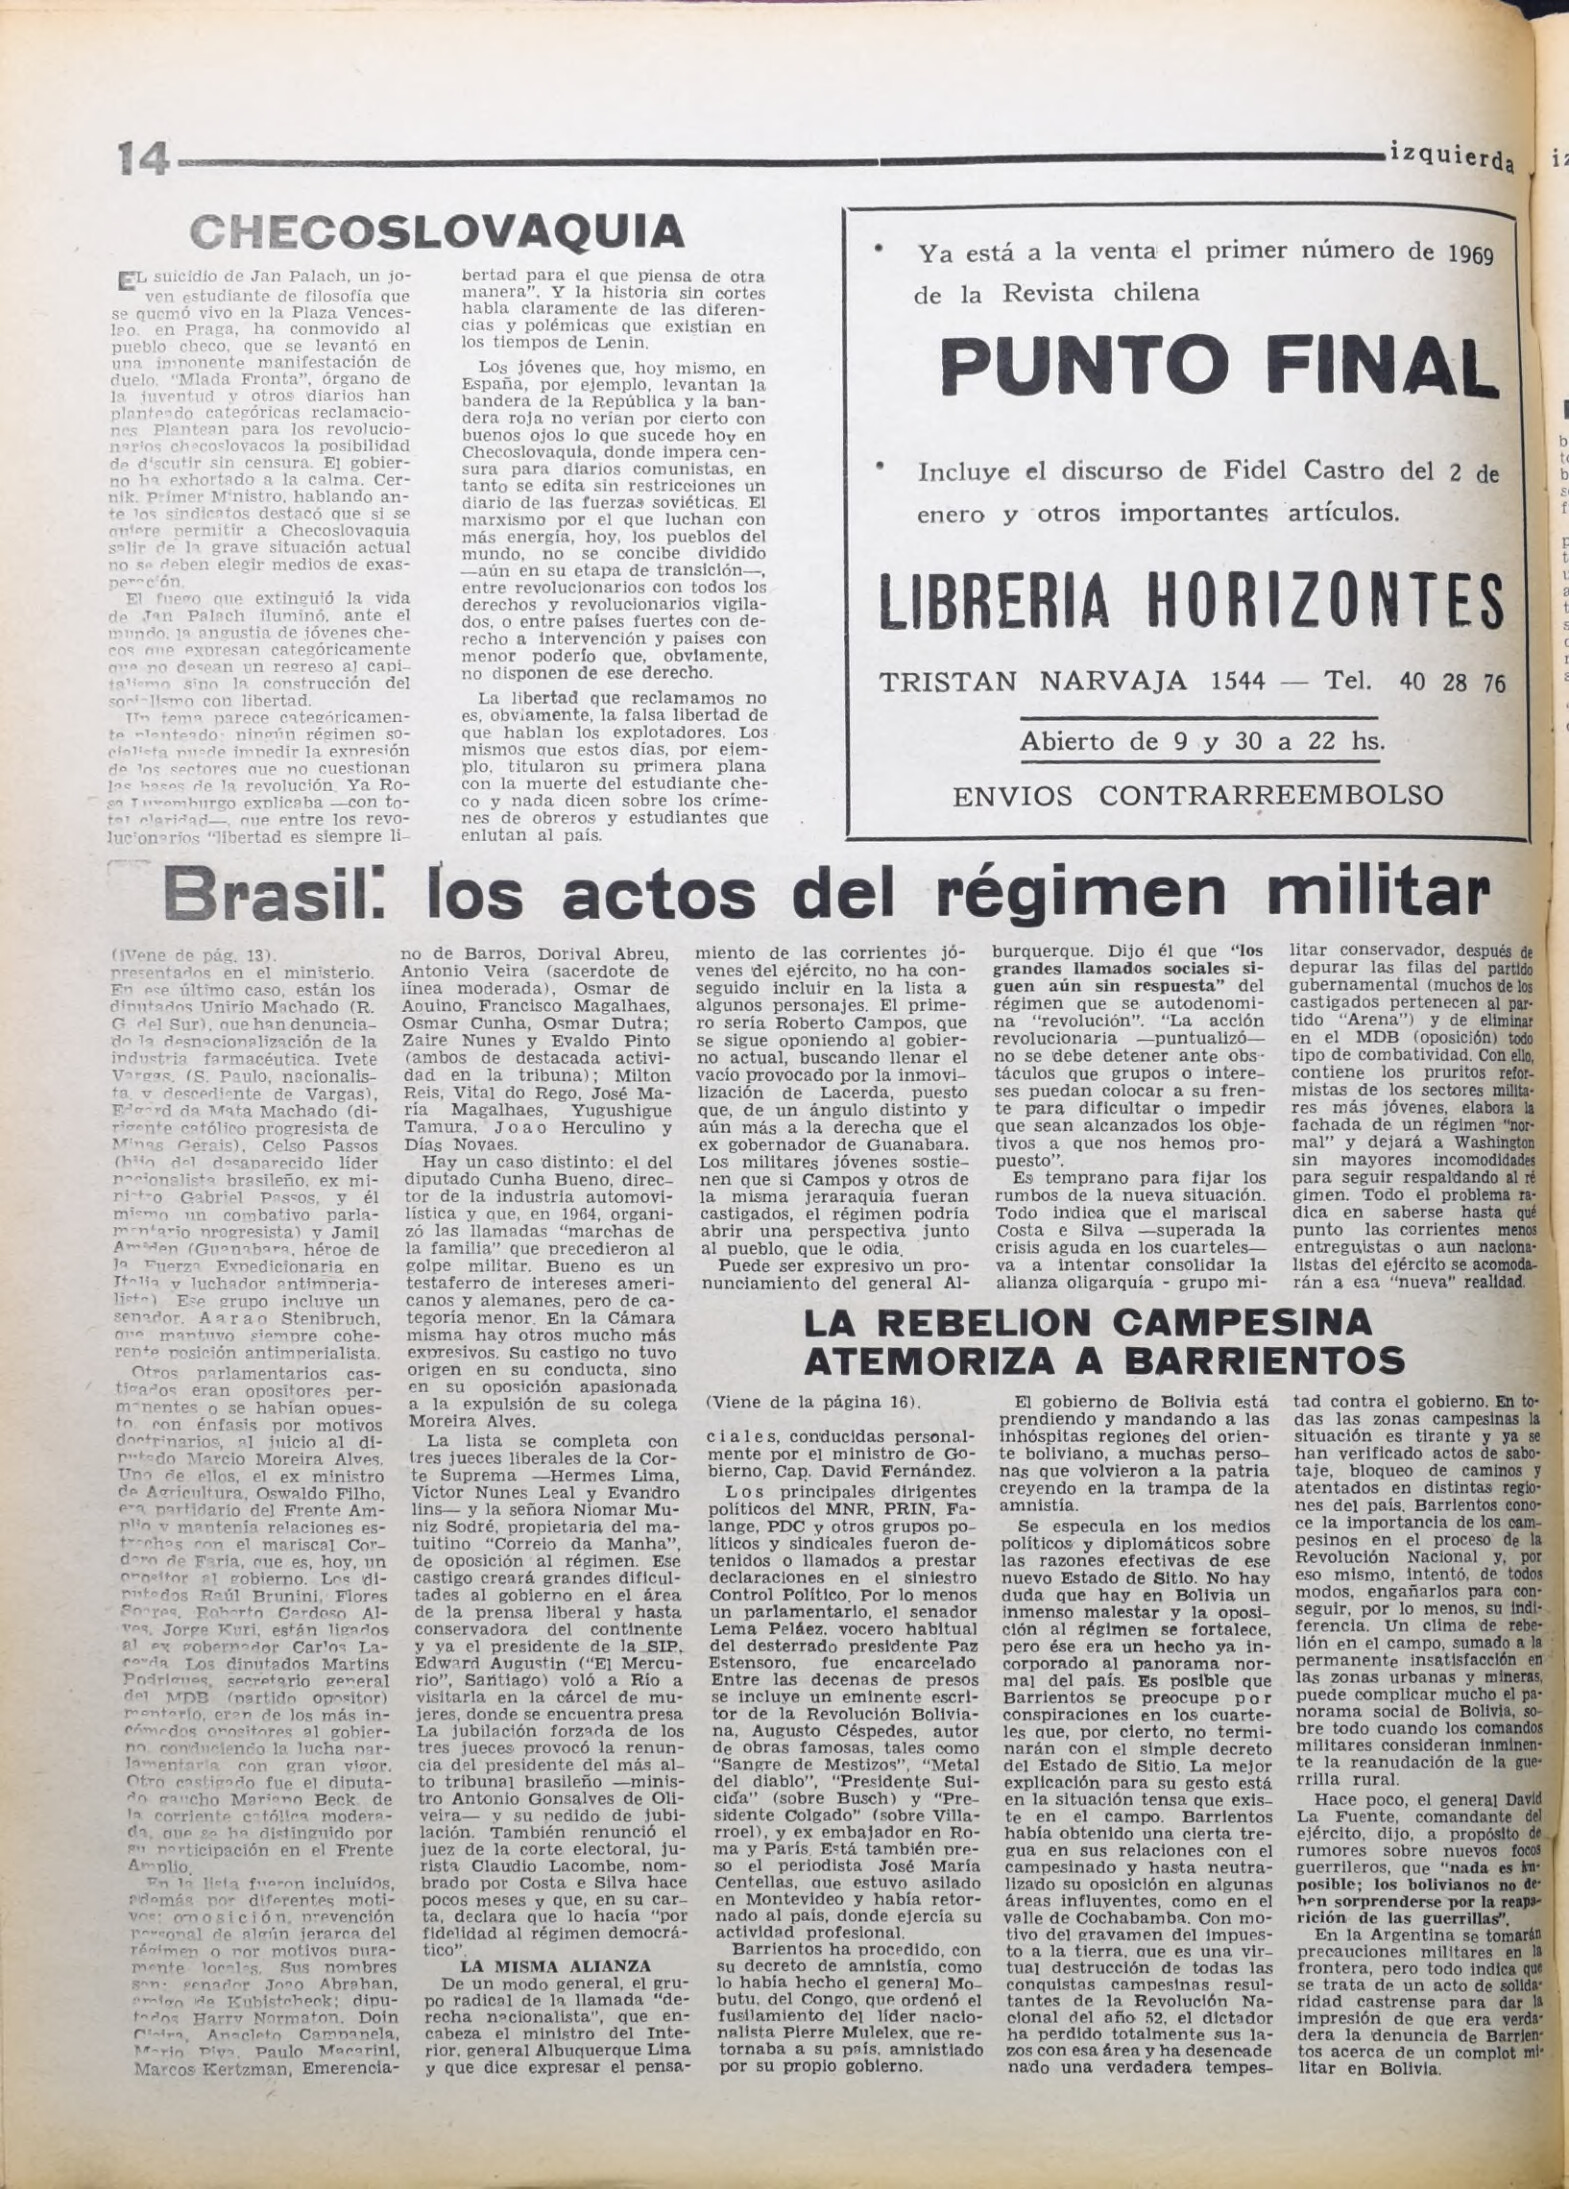 14
izquierda
CHECOSLOVAQUIA
EL suicidio de Jan Palach, un jo-
ven estudiante de filosofía que
se quemó vivo en la Plaza Vences-
lao, en Praga, ha conmovido al
pueblo checo, que se levantó en
una imponente manifestación de
duelo. "Mlada Fronta", órgano de
la juventud y otros diarios han
planteado categóricas reclamacio-
nes Plantean para los revolucio-
narios checoslovacos la posibilidad
de discutir sin censura. El gobier-
no ha exhortado a la calma. Cer-
nik, Primer Ministro, hablando an-
te los sindicatos destacó que si se
quiere permitir a Checoslovaquia
salir de la grave situación actual
no se deben elegir medios de exas-
peración.
El fuego que extinguió la vida
de Jan Palach iluminó, ante el
mundo, la angustia de jóvenes che-
cos que expresan categóricamente
que no desean un regreso al capi-
talismo sino la construcción del
socialismo con libertad.
Un tema parece categóricamen-
te planteado: ningún régimen so-
cialista puede impedir la expresión
de los sectores que no cuestionan
las bases de la revolución. Ya Ro-
sa Luxemburgo explicaba —con to-
tal claridad—, que entre los revo-
lucionarios "libertad es siempre li-
bertad para el que piensa de otra
manera". Y la historia sin cortes
habla claramente de las diferen-
cias y polémicas que existían en
los tiempos de Lenin.
Los jóvenes que, hoy mismo, en
España, por ejemplo, levantan la
bandera de la República y la ban-
dera roja no verían por cierto con
buenos ojos lo que sucede hoy en
Checoslovaquia, donde impera cen-
sura para diarios comunistas, en
tanto se edita sin restricciones un
diario de las fuerzas soviéticas. El
marxismo por el que luchan con
más energía, hoy, los pueblos del
mundo, no se concibe dividido
—aún en su etapa de transición—,
entre revolucionarios con todos los
derechos y revolucionarios vigila-
dos, o entre países fuertes con de-
recho a intervención y países con
menor poderío que, obviamente,
no disponen de ese derecho.
La libertad que reclamamos no
es, obviamente, la falsa libertad de
que hablan los explotadores. Los
mismos que estos días, por ejem-
plo, titularon su primera plana
con la muerte del estudiante che-
co y nada dicen sobre los críme-
nes de obreros y estudiantes que
enlutan al país.
• Ya está a la venta el primer número de 1969
de la Revista chilena
PUNTO FINAL
• Incluye el discurso de Fidel Castro del 2 de
enero y otros importantes artículos.
LIBRERIA HORIZONTES
TRISTAN NARVAJA 1544 — Tel. 40 28 76
Abierto de 9 y 30 a 22 hs.
ENVIOS CONTRARREEMBOLSO
Brasil: los actos del régimen militar
(Viene de pág. 13).
presentados en el ministerio.
En ese último caso, están los
diputados Unirio Machado (R.
G del Sur), que han denuncia-
do la desnacionalización de la
industria farmacéutica. Ivete
Vargas. (S. Paulo, nacionalis-
ta y descediente de Vargas),
Edgard da Mata Machado (di-
rigente católico progresista de
Minas Gerais), Celso Passos
(hijo del desaparecido líder
nacionalista brasileño, ex mi-
nistro Gabriel Passos, y él
mismo un combativo parla-
mentario progresista) y Jamil
Amiden (Guanabara, héroe de
la Fuerza Expedicionaria en
Italia y luchador antimperia-
lista) Ese grupo incluye un
senador. Aarao Stenibruch,
que mantuvo siempre cohe-
rente posición antimperialista.
Otros parlamentarios cas-
tigados eran opositores per-
manentes o se habían opues-
to, con énfasis por motivos
doctrinarios, al juicio al di-
putado Marcio Moreira Alves.
Uno de ellos, el ex ministro
de Agricultura, Oswaldo Filho,
era partidario del Frente Am-
plio y mantenía relaciones es-
trechas con el mariscal Cor-
dero de Faria, que es, hoy, un
opositor al gobierno. Los di-
putados Raúl Brunini, Flores
Soares, Roberto Cardoso Al-
ves, Jorge Kuri, están ligados
al ex gobernador Carlos La-
cerda Los diputados Martins
Podrigues, secretario general
del MDB (partido opositor)
mentario, eran de los más in-
cómodos opositores al gobier-
no, conduciendo la lucha par-
lamentaria con gran vigor.
Otro castigado fue el diputa-
do gaucho Mariano Beck, de
la corriente católica modera-
da, que se ha distinguido por
su participación en el Frente
Amplio.
En la lista fueron incluidos,
además por diferentes moti-
vos: oposición, prevención
personal de algún jerarca del
régimen o por motivos pura-
mente locales. Sus nombres
son: senador Joao Abrahan,
amigo de Kubistcheck; dipu-
tados Harry Normaton. Doin
Vieira, Anacleto Campanela,
Mario Piva, Paulo Macarini,
Marcos Kertzman, Emerencia-
no de Barros, Dorival Abreu,
Antonio Veira (sacerdote de
línea moderada), Osmar de
Aquino, Francisco Magalhaes,
Osmar Cunha, Osmar Dutra;
Zaire Nunes y Evaldo Pinto
(ambos de destacada activi-
dad en la tribuna); Milton
Reis, Vital do Rego, José Ma-
ría Magalhaes, Yugushigue
Tamura, Joao Herculino y
Días Novaes.
Hay un caso distinto: el del
diputado Cunha Bueno, direc-
tor de la industria automovi-
lística y que, en 1964, organi-
zó las llamadas "marchas de
la familia" que precedieron al
golpe militar. Bueno es un
testaferro de intereses ameri-
canos y alemanes, pero de ca-
tegoría menor. En la Cámara
misma hay otros mucho más
expresivos. Su castigo no tuvo
origen en su conducta, sino
en su oposición apasionada
a la expulsión de su colega
Moreira Alves.
La lista se completa con
tres jueces liberales de la Cor-
te Suprema —Hermes Lima,
Victor Nunes Leal y Evandro
lins— y la señora Niomar Mu-
niz Sodré, propietaria del ma-
tuitino "Correio da Manha",
de oposición al régimen. Ese
castigo creará grandes dificul-
tades al gobierno en el área
de la prensa liberal y hasta
conservadora del continente
y ya el presidente de la SIP,
Edward Augustin ("El Mercu-
rio", Santiago) voló a Río a
visitarla en la cárcel de mu-
jeres, donde se encuentra presa
La jubilación forzada de los
tres jueces provocó la renun-
cia del presidente del más al-
to tribunal brasileño —minis-
tro Antonio Gonsalves de Oli-
veira— y su pedido de jubi-
lación. También renunció el
juez de la corte electoral, ju-
rista Claudio Lacombe, nom-
brado por Costa e Silva hace
pocos meses y que, en su car-
ta, declara que lo hacía "por
fidelidad al régimen democrá-
tico".
LA MISMA ALIANZA
De un modo general, el gru-
po radical de la llamada "de-
recha nacionalista", que en-
cabeza el ministro del Inte-
rior, general Albuquerque Lima
y que dice expresar el pensa-
miento de las corrientes jó-
venes del ejército, no ha con-
seguido incluir en la lista a
algunos personajes. El prime-
ro sería Roberto Campos, que
se sigue oponiendo al gobier-
no actual, buscando llenar el
vacío provocado por la inmovi-
lización de Lacerda, puesto
que, de un ángulo distinto y
aún más a la derecha que el
ex gobernador de Guanabara.
Los militares jóvenes sostie-
nen que si Campos y otros de
la misma jeraraquía fueran
castigados, el régimen podría
abrir una perspectiva junto
al pueblo, que le odia.
Puede ser expresivo un pro-
nunciamiento del general Al-
burquerque. Dijo él que "los
grandes llamados sociales si-
guen aún sin respuesta" del
régimen que se autodenomi-
na "revolución". "La acción
revolucionaria —puntualizó—
no se debe detener ante obs-
táculos que grupos o intere-
ses puedan colocar a su fren-
te para dificultar o impedir
que sean alcanzados los obje-
tivos a que nos hemos pro-
puesto".
Es temprano para fijar los
rumbos de la nueva situación.
Todo indica que el mariscal
Costa e Silva —superada la
crisis aguda en los cuarteles—
va a intentar consolidar la
alianza oligarquía - grupo mi-
litar conservador, después de
depurar las filas del partido
gubernamental (muchos de los
castigados pertenecen al par-
tido "Arena") y de eliminar
en el MDB (oposición) todo
tipo de combatividad. Con ello,
contiene los pruritos refor-
mistas de los sectores milita-
res más jóvenes, elabora la
fachada de un régimen "nor-
mal" y dejará a Washington
sin mayores incomodidades
para seguir respaldando al ré
gimen. Todo el problema ra-
dica en saberse hasta qué
punto las corrientes menos
entreguistas o aun naciona-
listas del ejército se acomoda-
rán a esa "nueva" realidad.
LA REBELION CAMPESINA
ATEMORIZA A BARRIENTOS
(Viene de la página 16).
ciales, conducidas personal-
mente por el ministro de Go-
bierno, Cap. David Fernández.
Los principales dirigentes
políticos del MNR, PRIN, Fa-
lange, PDC y otros grupos po-
líticos y sindicales fueron de-
tenidos o llamados a prestar
declaraciones en el siniestro
Control Político. Por lo menos
un parlamentario, el senador
Lema Peláez, vocero habitual
del desterrado presidente Paz
Estensoro, fue encarcelado
Entre las decenas de presos
se incluye un eminente escri-
tor de la Revolución Bolivia-
na, Augusto Céspedes, autor
de obras famosas, tales como
"Sangre de Mestizos", "Metal
del diablo", "Presidente Sui-
cida" (sobre Busch) y "Pre-
sidente Colgado" (sobre Villa-
rroel), y ex embajador en Ro-
ma y París. Está también pre-
so el periodista José María
Centellas, que estuvo asilado
en Montevideo y había retor-
nado al país, donde ejercía su
actividad profesional.
Barrientos ha procedido, con
su decreto de amnistía, como
lo había hecho el general Mo-
butu, del Congo, que ordenó el
fusilamiento del líder nacio-
nalista Pierre Mulelex, que re-
tornaba a su país, amnistiado
por su propio gobierno.
El gobierno de Bolivia está
prendiendo y mandando a las
inhóspitas regiones del orien-
te boliviano, a muchas perso-
nas que volvieron a la patria
creyendo en la trampa de la
amnistía.
Se especula en los medios
políticos y diplomáticos sobre
las razones efectivas de ese
nuevo Estado de Sitio. No hay
duda que hay en Bolivia un
inmenso malestar y la oposi-
ción al régimen se fortalece,
pero ése era un hecho ya in-
corporado al panorama nor-
mal del país. Es posible que
Barrientos se preocupe por
conspiraciones en los cuarte-
les que, por cierto, no termi-
narán con el simple decreto
del Estado de Sitio. La mejor
explicación para su gesto está
en la situación tensa que exis-
te en el campo. Barrientos
había obtenido una cierta tre-
gua en sus relaciones con el
campesinado y hasta neutra-
lizado su oposición en algunas
áreas influyentes, como en el
valle de Cochabamba. Con mo-
tivo del gravamen del impues-
to a la tierra, que es una vir-
tual destrucción de todas las
conquistas campesinas resul-
tantes de la Revolución Na-
cional del año 52, el dictador
ha perdido totalmente sus la-
zos con esa área y ha desencade
nado una verdadera tempes-
tad contra el gobierno. En to-
das las zonas campesinas la
situación es tirante y ya se
han verificado actos de sabo-
taje, bloqueo de caminos y
atentados en distintas regio-
nes del país. Barrientos cono-
ce la importancia de los cam-
pesinos en el proceso de la
Revolución Nacional y, por
eso mismo, intentó, de todos
modos, engañarlos para con-
seguir, por lo menos, su indi-
ferencia. Un clima de rebe-
lión en el campo, sumado a la
permanente insatisfacción en
las zonas urbanas y mineras,
puede complicar mucho el pa-
norama social de Bolivia, so-
bre todo cuando los comandos
militares consideran inminen-
te la reanudación de la gue-
rrilla rural.
Hace poco, el general David
La Fuente, comandante del
ejército, dijo, a propósito de
rumores sobre nuevos focos
guerrileros, que "nada es im-
posible; los bolivianos no de-
ben sorprenderse por la reapa-
rición de las guerrillas".
En la Argentina se tomarán
precauciones militares en la
frontera, pero todo indica que
se trata de un acto de solida-
ridad castrense para dar la
impresión de que era verda-
dera la denuncia de Barrien-
tos acerca de un complot mi-
litar en Bolivia.